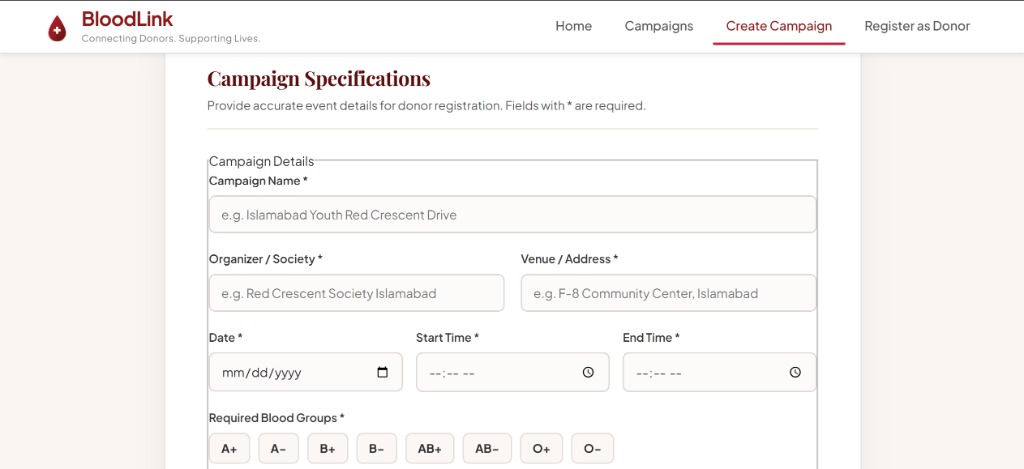 BloodLink
Connecting Donors. Supporting Lives.
Home Campaigns Create Campaign Register as Donor
Campaign Specifications
Provide accurate event details for donor registration. Fields with * are required.
Campaign Details
Campaign Name *
e.g. Islamabad Youth Red Crescent Drive
Organizer / Society * Venue / Address *
e.g. Red Crescent Society Islamabad e.g. F-8 Community Center, Islamabad
Date * Start Time * End Time *
mm/dd/yyyy --:-- -- --:-- --
Required Blood Groups *
A+ A− B+ B− AB+ AB− O+ O−